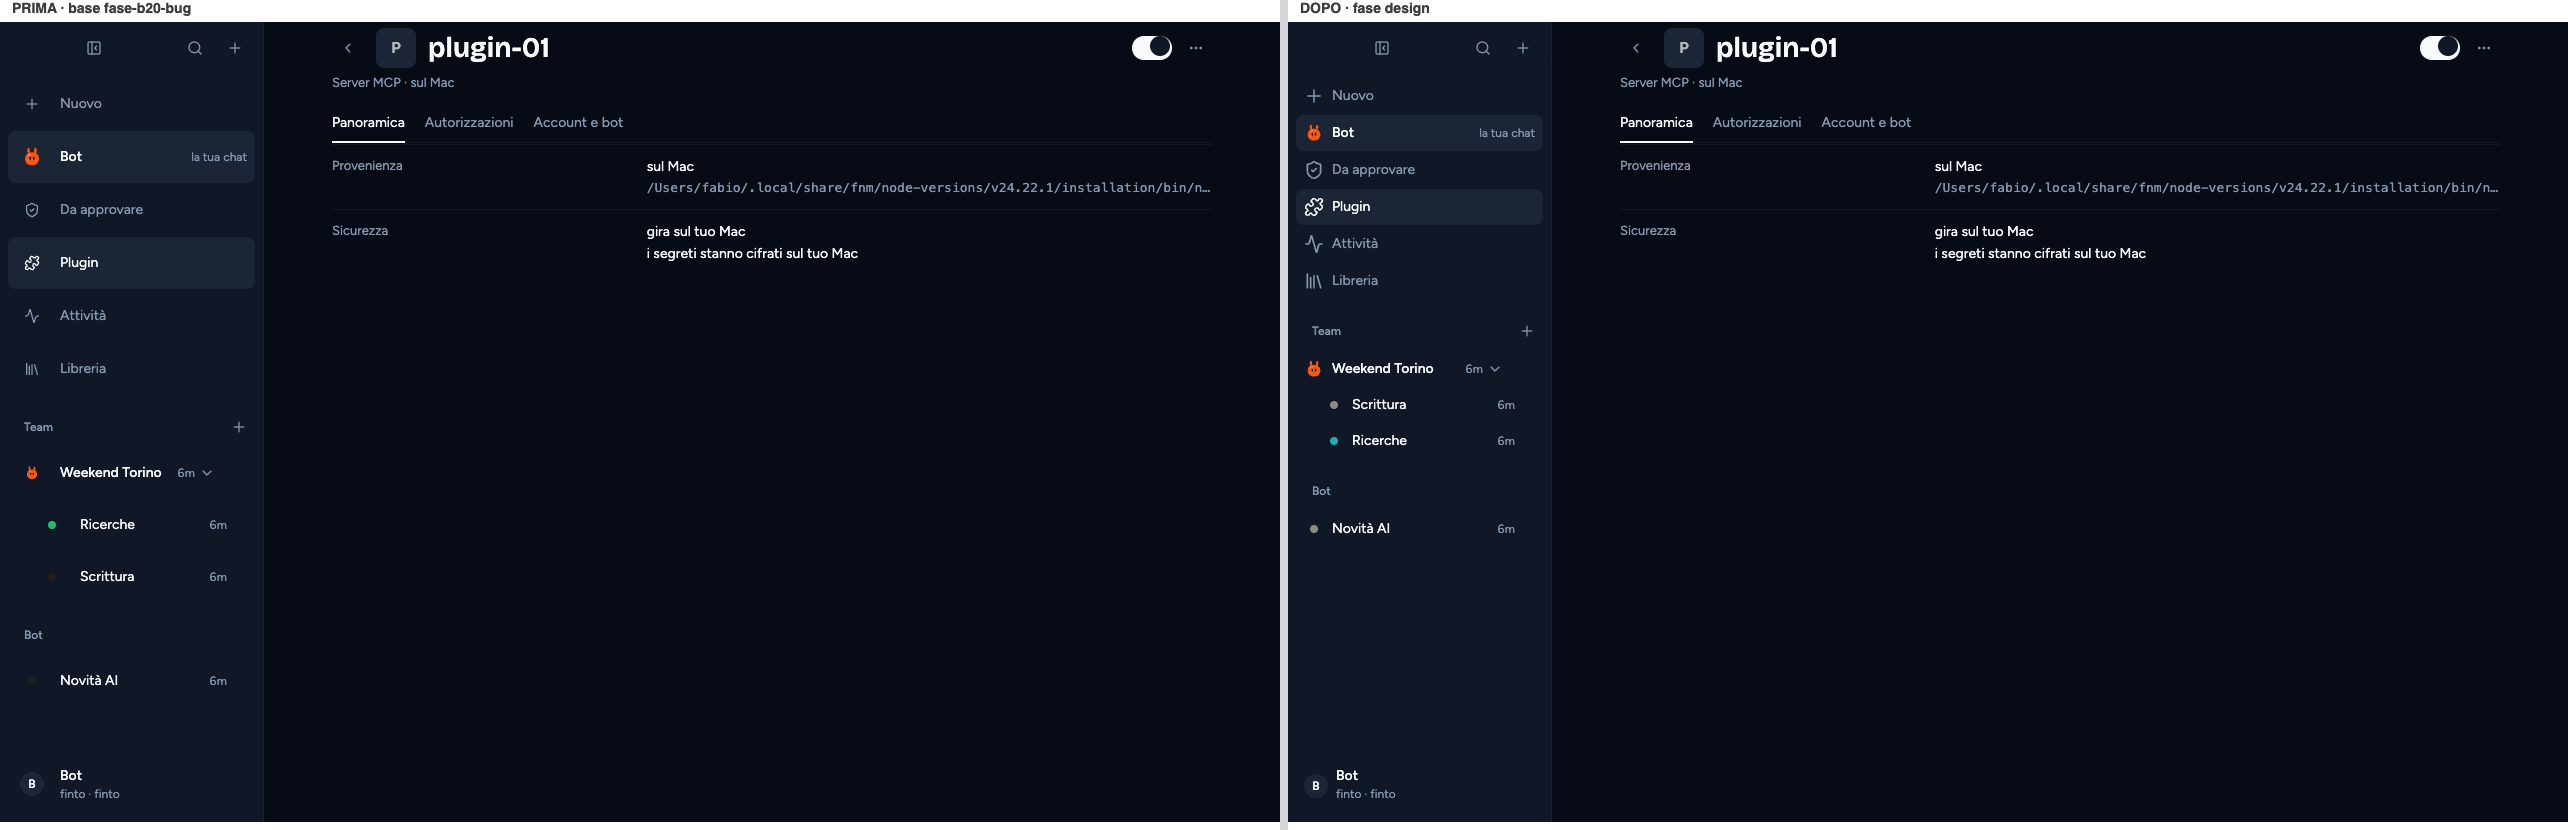 PRIMA · base fase-b20-bug
P
plugin-01
Server MCP · sul Mac
Nuovo
Bot
la tua chat
Da approvare
Plugin
Attività
Libreria
Team
Weekend Torino
6m
Ricerche
6m
Scrittura
6m
Bot
Novità AI
6m
B
Bot
finto · finto
Panoramica
Autorizzazioni
Account e bot
Provenienza
sul Mac
/Users/fabio/.local/share/fnm/node-versions/v24.22.1/installation/bin/n…
Sicurezza
gira sul tuo Mac
i segreti stanno cifrati sul tuo Mac
DOPO · fase design
P
plugin-01
Server MCP · sul Mac
Nuovo
Bot
la tua chat
Da approvare
Plugin
Attività
Libreria
Team
Weekend Torino
6m
Scrittura
6m
Ricerche
6m
Bot
Novità AI
6m
B
Bot
finto · finto
Panoramica
Autorizzazioni
Account e bot
Provenienza
sul Mac
/Users/fabio/.local/share/fnm/node-versions/v24.22.1/installation/bin/n…
Sicurezza
gira sul tuo Mac
i segreti stanno cifrati sul tuo Mac